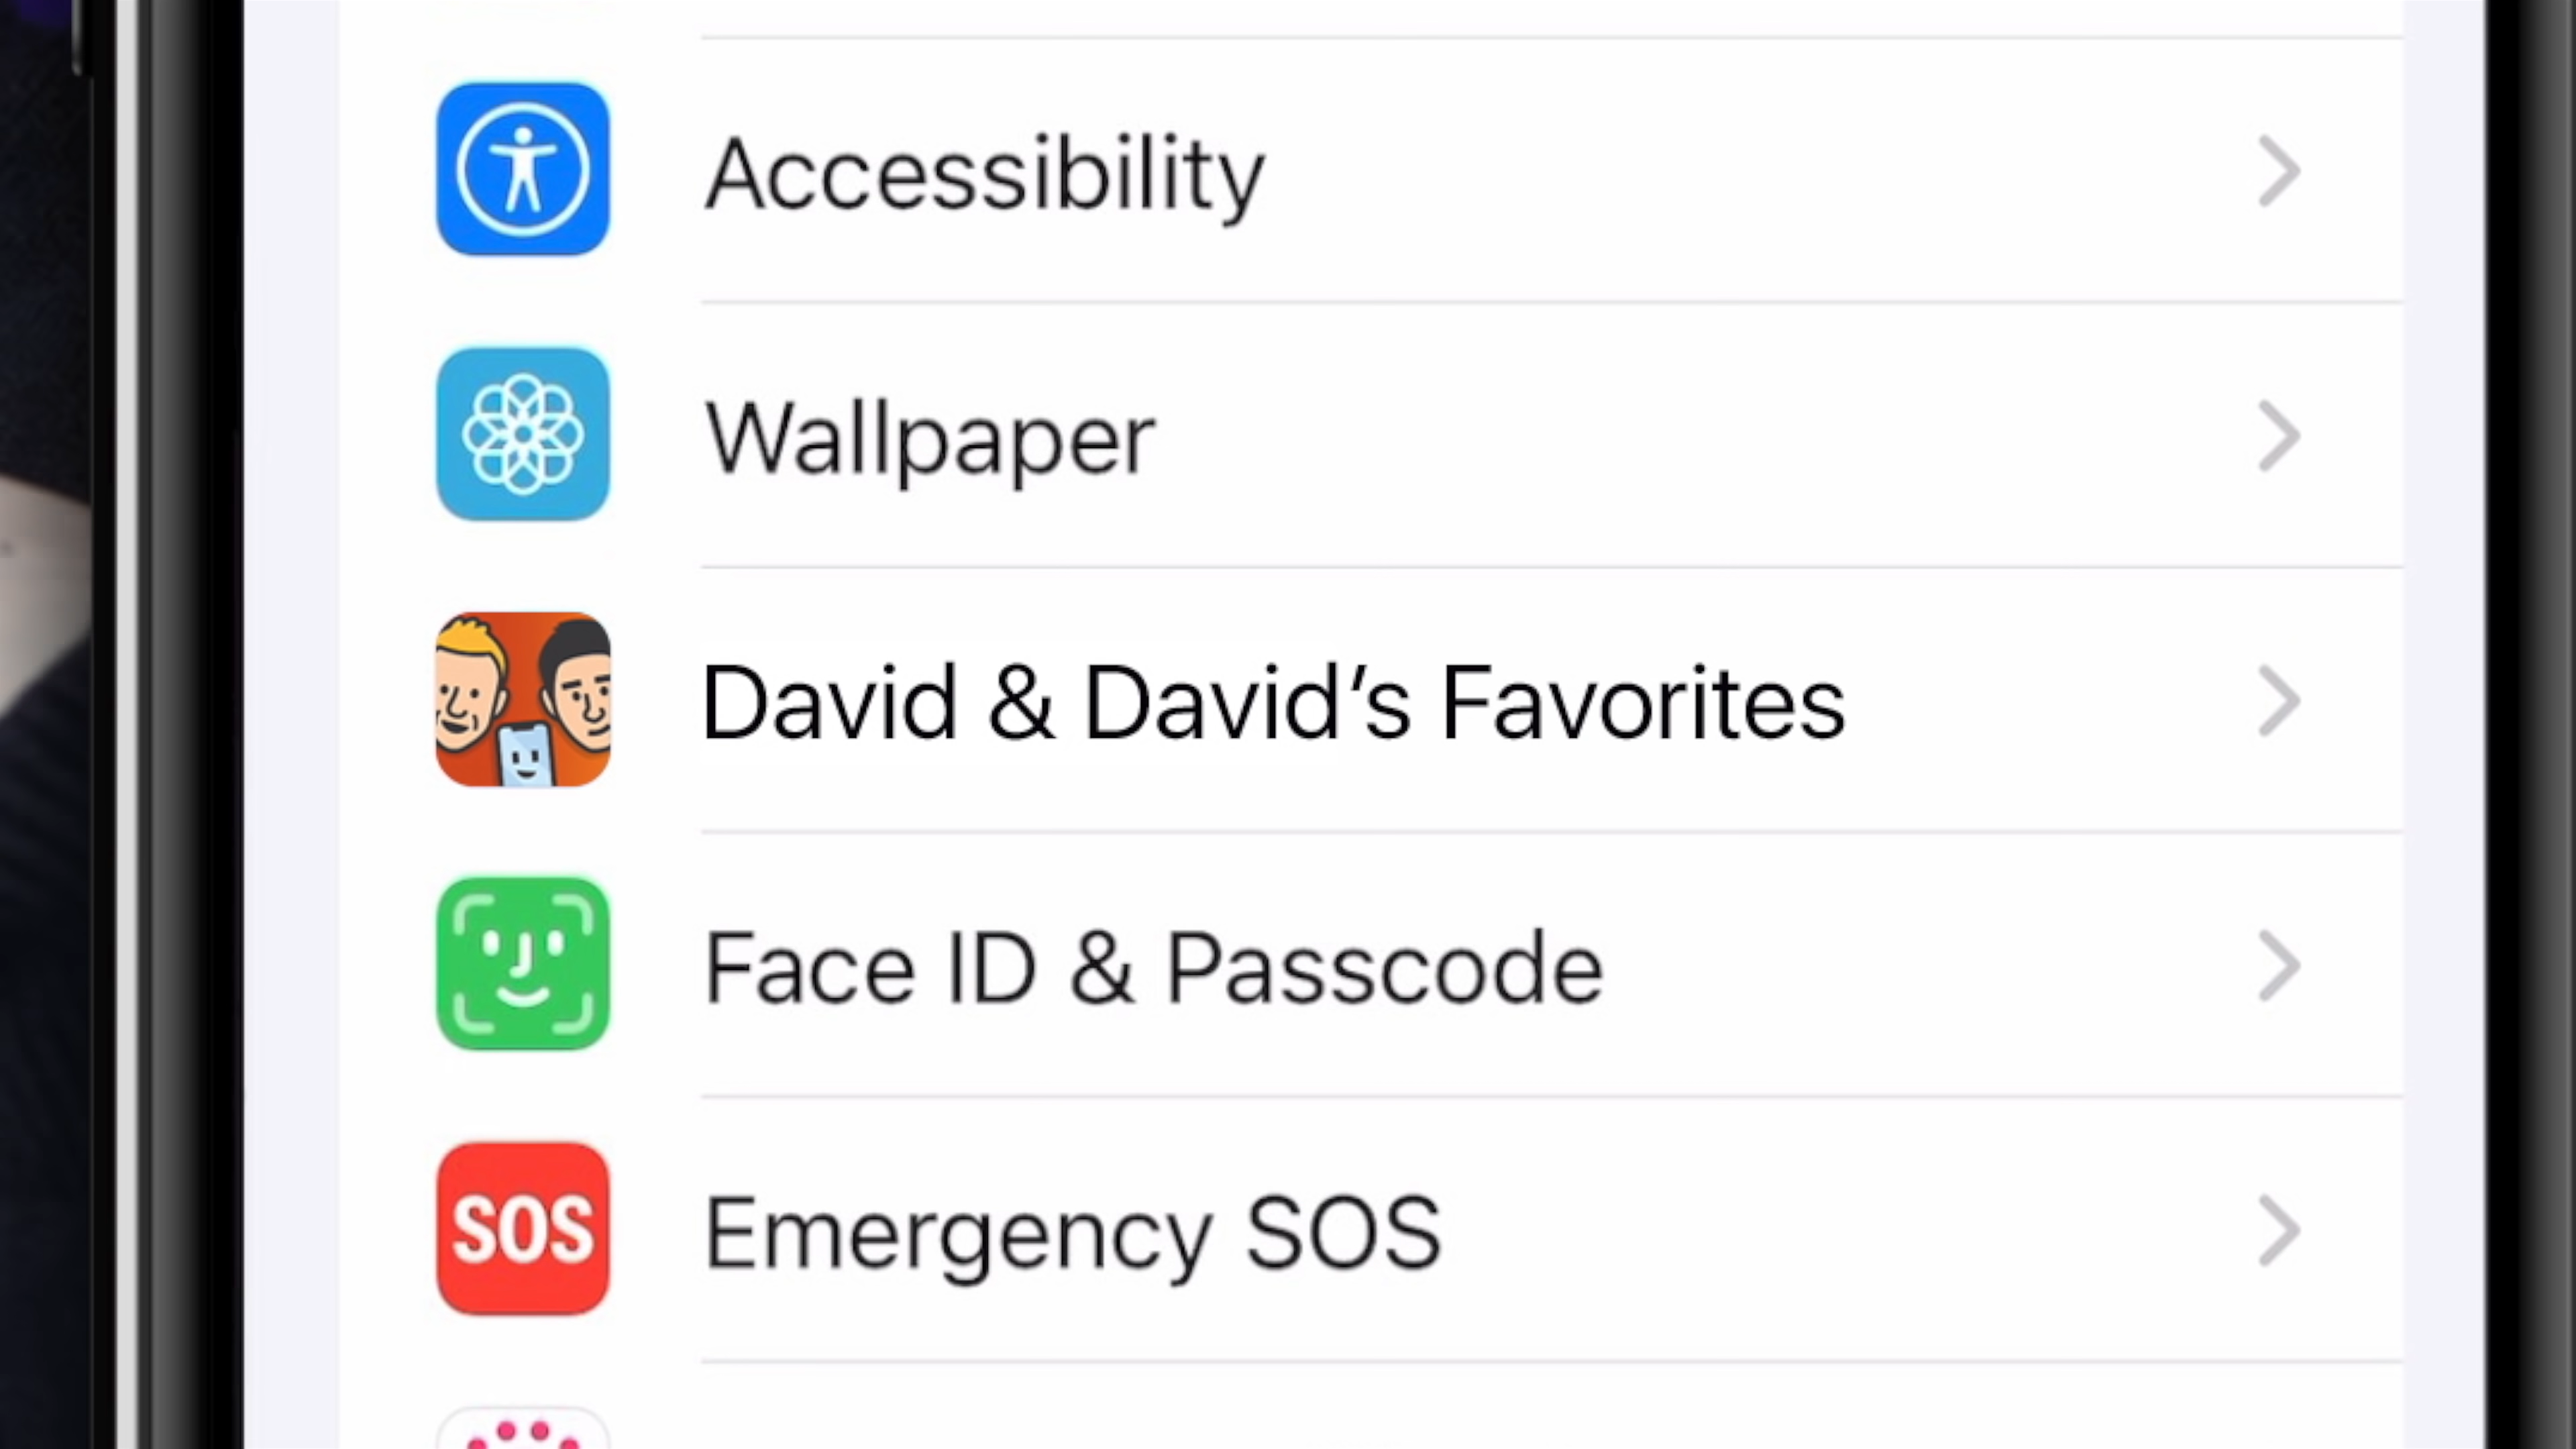 Accessibility
Wallpaper
David & David’s Favorites
Face ID & Passcode
SOS
Emergency SOS